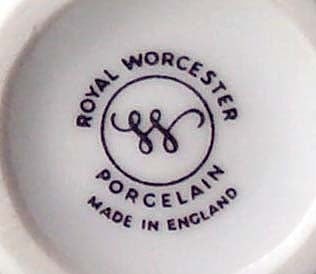 ROYAL WORCESTER
PORCELAIN
MADE IN ENGLAND